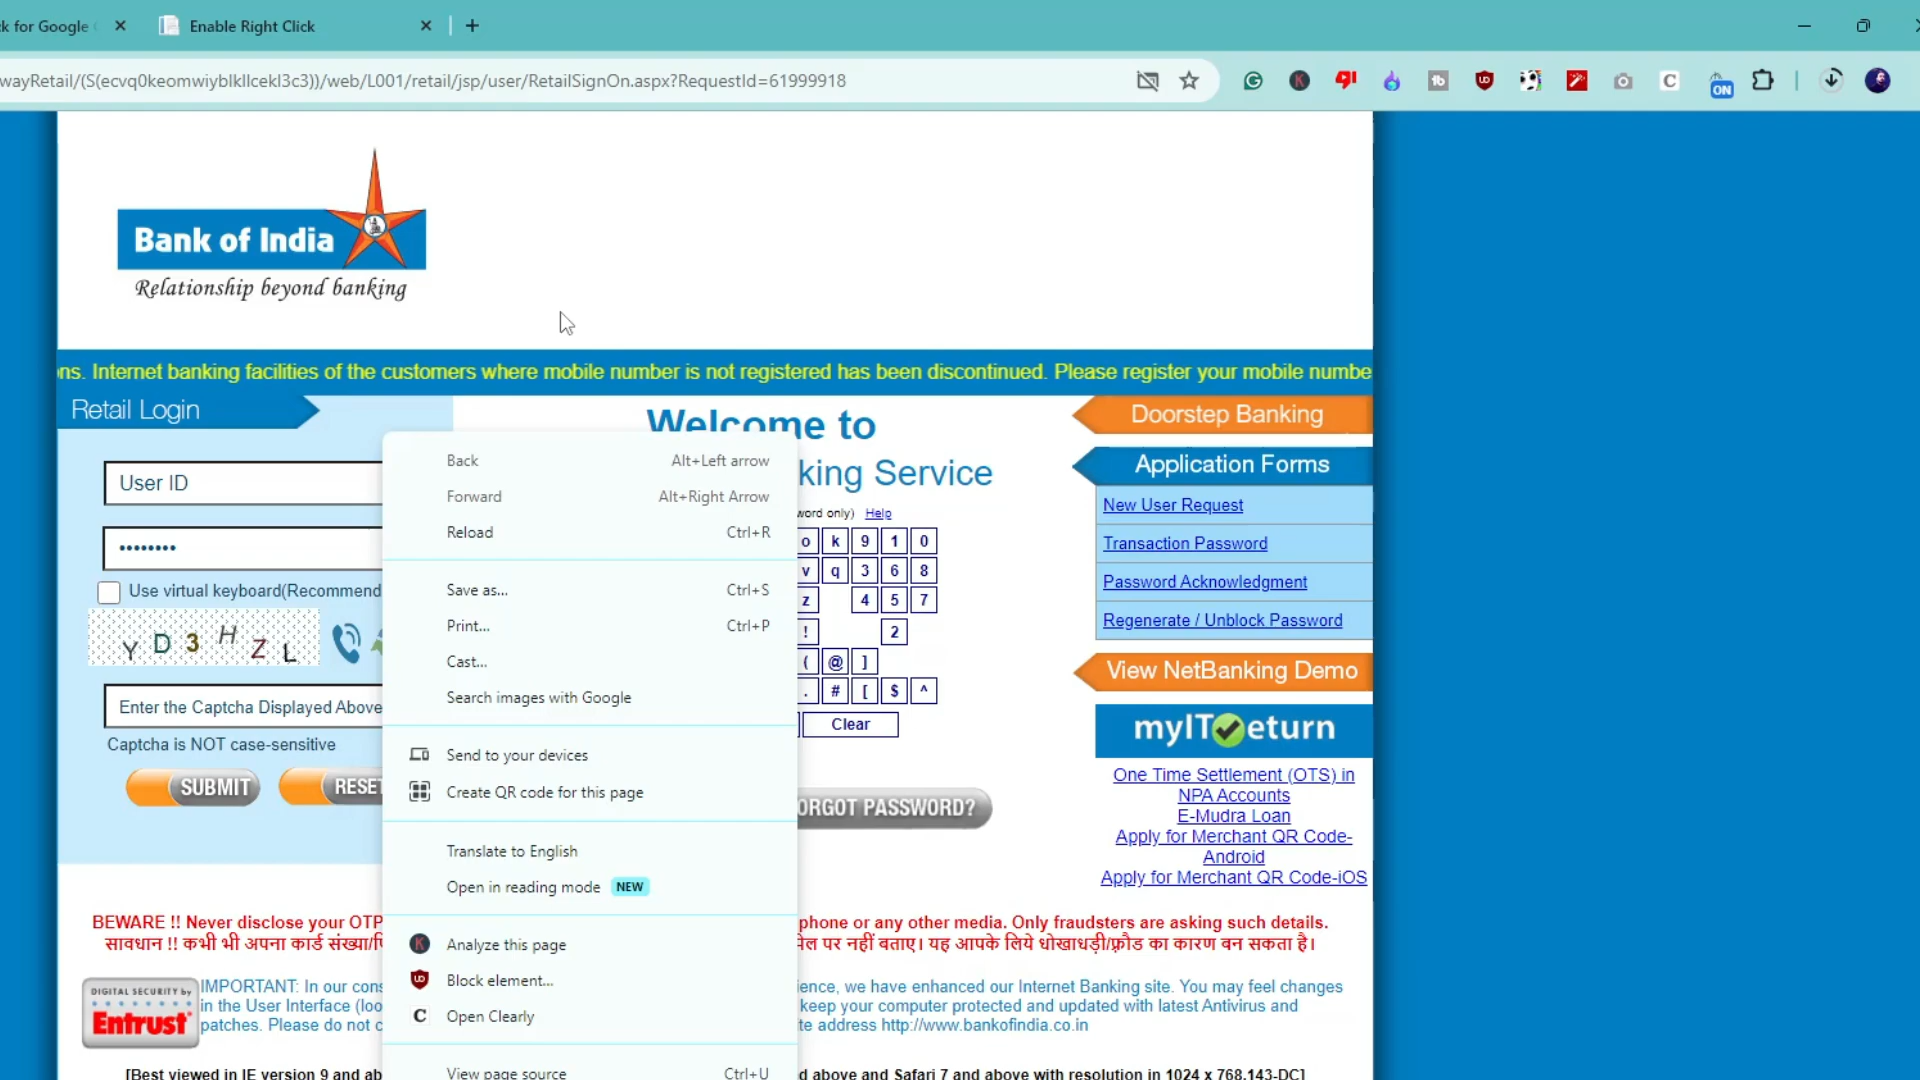 k for Google
Enable Right Click
wayRetail/(S(ecvq0keomwiyblkllcekl3c3))/web/L001/retail/jsp/user/RetailSignOn.aspx?RequestId=61999918
ON
Bank of India
Relationship beyond banking
ns. Internet banking facilities of the customers where mobile number is not registered has been discontinued. Please register your mobile numbe
Retail Login
User ID
Use virtual keyboard(Recommend
Y D 3 H Z L
Enter the Captcha Displayed Above
Captcha is NOT case-sensitive
SUBMIT
RESET
Back Alt+Left arrow
Forward Alt+Right Arrow
Reload Ctrl+R
Save as... Ctrl+S
Print... Ctrl+P
Cast...
Search images with Google
Send to your devices
Create QR code for this page
Translate to English
Open in reading mode NEW
Analyze this page
Block element...
C Open Clearly
View page source Ctrl+U
Welcome to
king Service
word only) Help
o k 9 1 0
v q 3 6 8
z 4 5 7
! 2
( @ ]
. # [ $ ^
Clear
ORGOT PASSWORD?
Doorstep Banking
Application Forms
New User Request
Transaction Password
Password Acknowledgment
Regenerate / Unblock Password
View NetBanking Demo
myIT eturn
One Time Settlement (OTS) in
NPA Accounts
E-Mudra Loan
Apply for Merchant QR Code-
Android
Apply for Merchant QR Code-iOS
BEWARE !! Never disclose your OTP phone or any other media. Only fraudsters are asking such details.
सावधान !! कभी भी अपना कार्ड संख्या/पि मेल पर नहीं बताए। यह आपके लिये धोखाधड़ी/फ़्रौड का कारण बन सकता है।
DIGITAL SECURITY by
Entrust
IMPORTANT: In our cons ience, we have enhanced our Internet Banking site. You may feel changes
in the User Interface (loo keep your computer protected and updated with latest Antivirus and
patches. Please do not c te address http://www.bankofindia.co.in
[Best viewed in IE version 9 and ab d above and Safari 7 and above with resolution in 1024 x 768.143-DC]